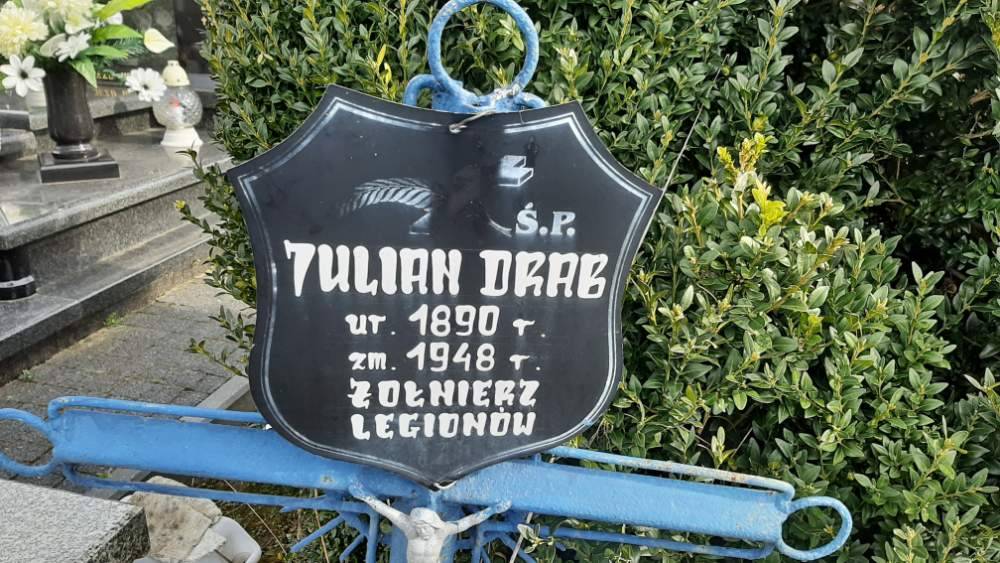 Ś.P.
JULIAN DRAB
ur. 1890 r.
zm. 1948 r.
ŻOŁNIERZ
LEGIONÓW